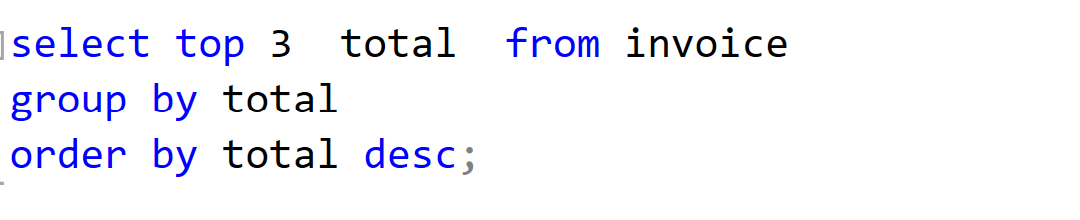 select top 3  total  from invoice
group by total
order by total desc;